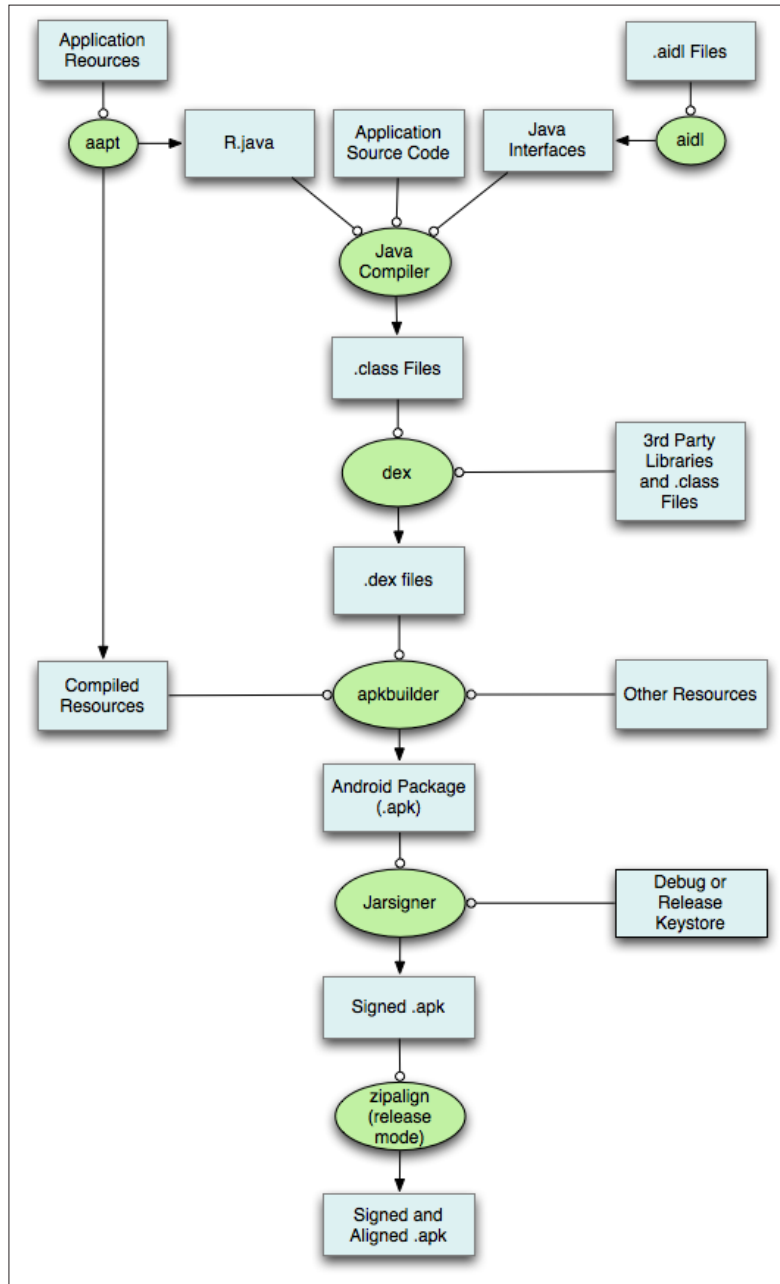 Application
Reources
.aidl Files
aapt
R.java
Application
Source Code
Java
Interfaces
aidl
Java
Compiler
.class Files
dex
3rd Party
Libraries
and .class
Files
.dex files
Compiled
Resources
apkbuilder
Other Resources
Android Package
(.apk)
Jarsigner
Debug or
Release
Keystore
Signed .apk
zipalign
(release
mode)
Signed and
Aligned .apk